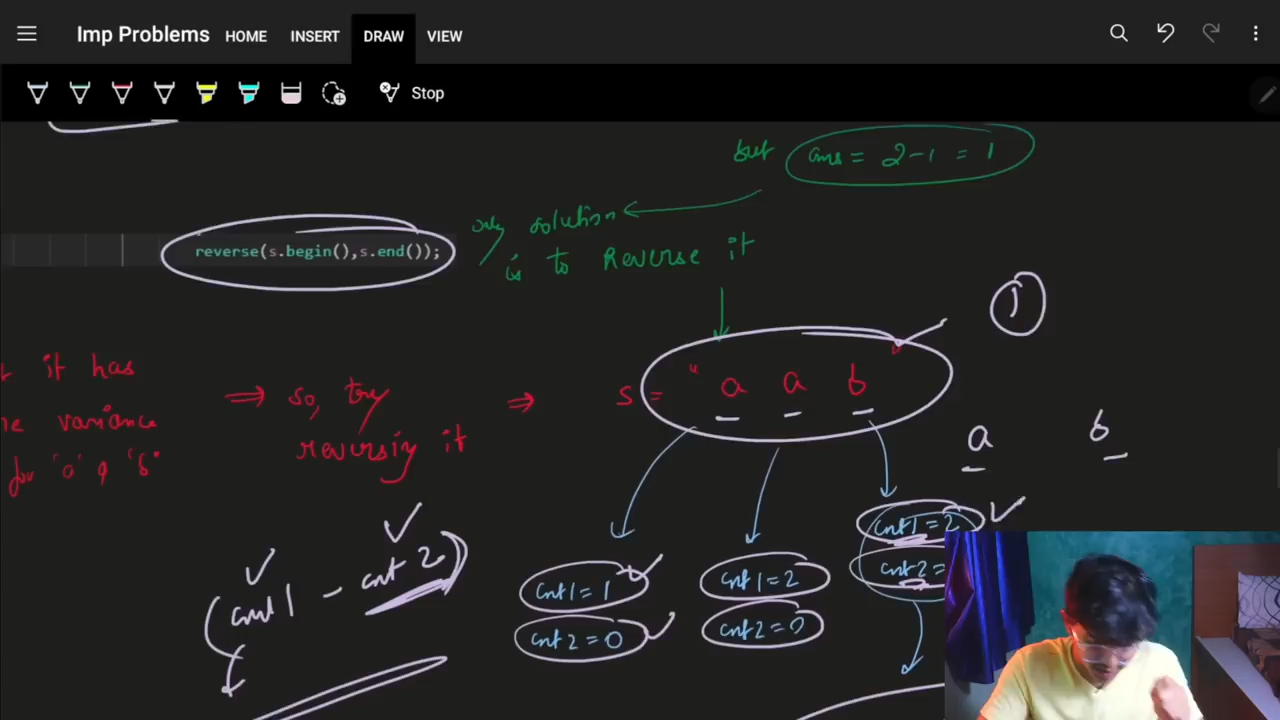 Imp Problems HOME INSERT DRAW VIEW
Stop
but ans = 2-1 = 1
only solution
is to Reverse it
reverse(s.begin(),s.end());
1
it has
variance
for 'a' & 'b'
⇒ so, try
reversing it
⇒ s = "a a b"
a b
cnt1 - cnt2
cnt1 = 1
cnt2 = 0
cnt1 = 2
cnt2 = 0
cnt1 = 2
cnt2 =